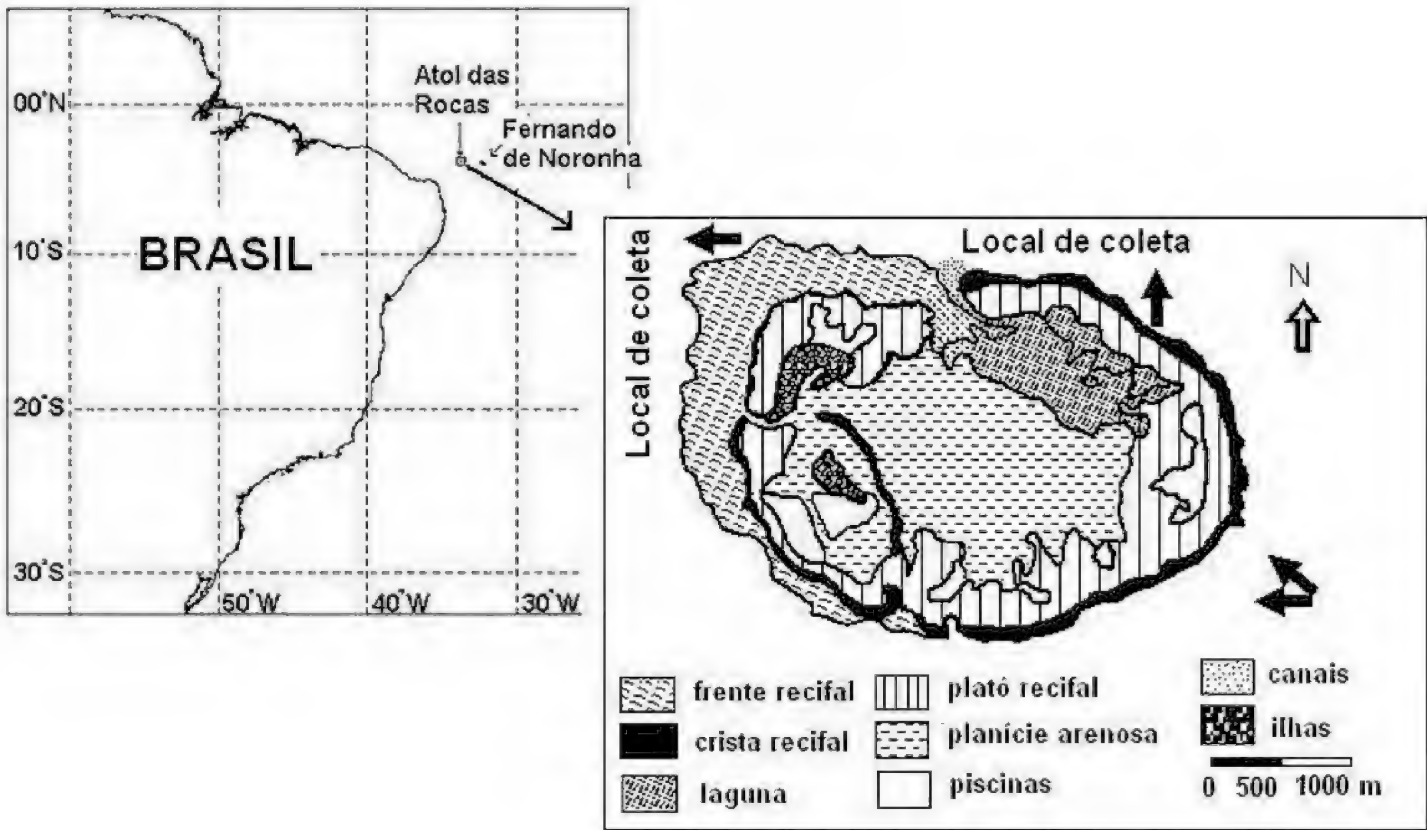 Atol das
Rocas
Fernando
de Noronha
00°N
BRASIL
10°S
20°S
30°S
50°W
40°W
30°W
Local de coleta
Local de coleta
N
frente recifal
crista recifal
laguna
platô recifal
planície arenosa
piscinas
canais
ilhas
0 500 1000 m